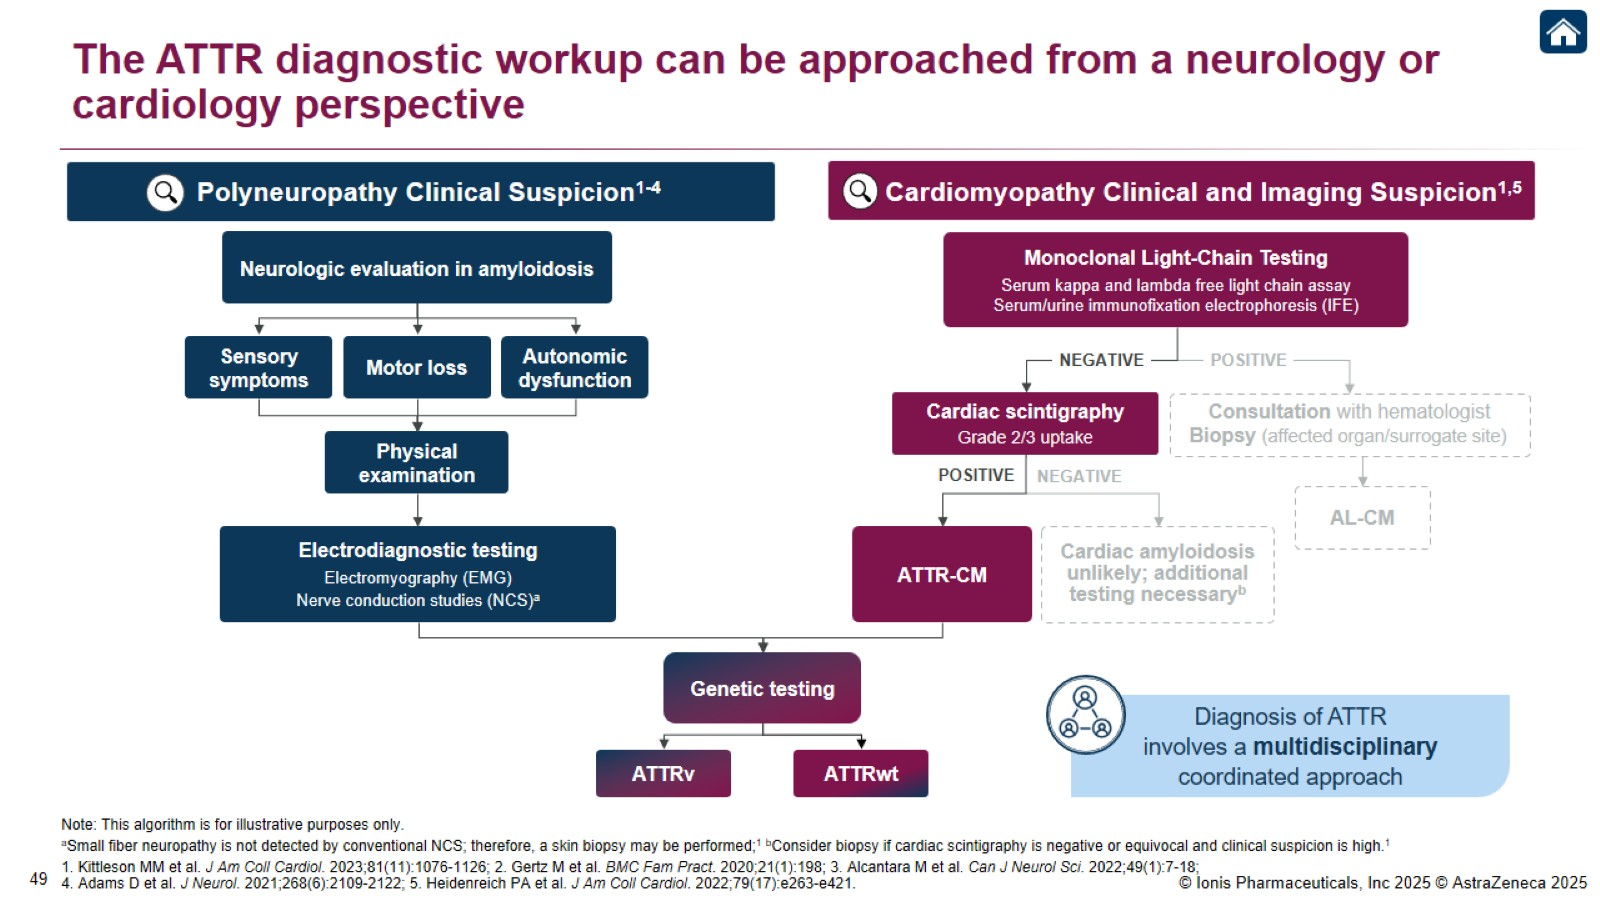 The ATTR diagnostic workup can be approached from a neurology or
cardiology perspective
Polyneuropathy Clinical Suspicion1-4
Neurologic evaluation in amyloidosis
Sensory
symptoms
Motor loss
Autonomic
dysfunction
Physical
examination
Electrodiagnostic testing
Electromyography (EMG)
Nerve conduction studies (NCS)a
Cardiomyopathy Clinical and Imaging Suspicion1,5
Monoclonal Light-Chain Testing
Serum kappa and lambda free light chain assay
Serum/urine immunofixation electrophoresis (IFE)
NEGATIVE
POSITIVE
Cardiac scintigraphy
Grade 2/3 uptake
Consultation with hematologist
Biopsy (affected organ/surrogate site)
POSITIVE
NEGATIVE
AL-CM
ATTR-CM
Cardiac amyloidosis
unlikely; additional
testing necessaryb
Genetic testing
ATTRv
ATTRwt
Diagnosis of ATTR
involves a multidisciplinary
coordinated approach
Note: This algorithm is for illustrative purposes only.
aSmall fiber neuropathy is not detected by conventional NCS; therefore, a skin biopsy may be performed;1 bConsider biopsy if cardiac scintigraphy is negative or equivocal and clinical suspicion is high.1
1. Kittleson MM et al. J Am Coll Cardiol. 2023;81(11):1076-1126; 2. Gertz M et al. BMC Fam Pract. 2020;21(1):198; 3. Alcantara M et al. Can J Neurol Sci. 2022;49(1):7-18;
4. Adams D et al. J Neurol. 2021;268(6):2109-2122; 5. Heidenreich PA et al. J Am Coll Cardiol. 2022;79(17):e263-e421.
49
© Ionis Pharmaceuticals, Inc 2025 © AstraZeneca 2025